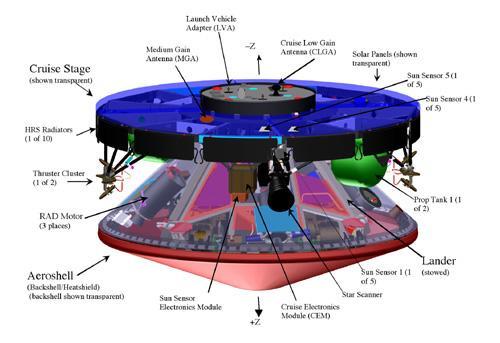 Launch Vehicle
Adapter (LVA)
−Z
Cruise Low Gain
Antenna (CLGA)
Medium Gain
Antenna (MGA)
Solar Panels (shown
transparent)
Cruise Stage
(shown transparent)
Sun Sensor 5 (1
of 5)
Sun Sensor 4 (1
of 5)
HRS Radiators
(1 of 10)
Thruster Cluster
(1 of 2)
Prop Tank 1 (1
of 2)
RAD Motor
(3 places)
Lander
(stowed)
Aeroshell
(Backshell/Heatshield)
(backshell shown transparent)
Sun Sensor 1 (1
of 5)
Star Scanner
Sun Sensor
Electronics Module
Cruise Electronics
Module (CEM)
+Z